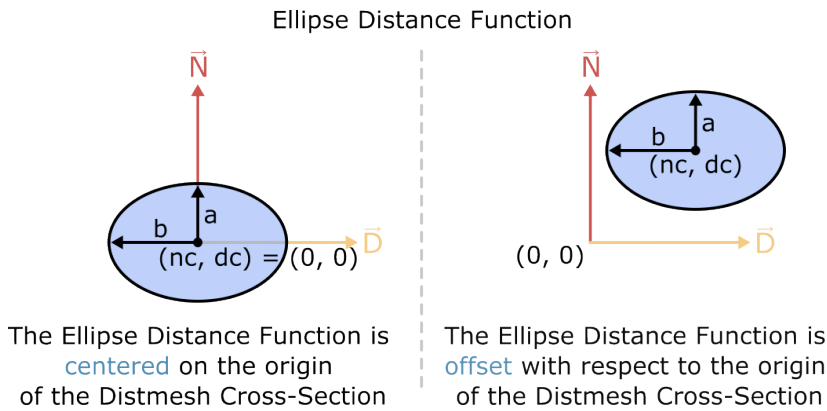 Ellipse Distance Function
N
a
b
D
(nc, dc) = (0, 0)
The Ellipse Distance Function is
centered on the origin
of the Distmesh Cross-Section
N
a
b
(nc, dc)
(0, 0)
D
The Ellipse Distance Function is
offset with respect to the origin
of the Distmesh Cross-Section